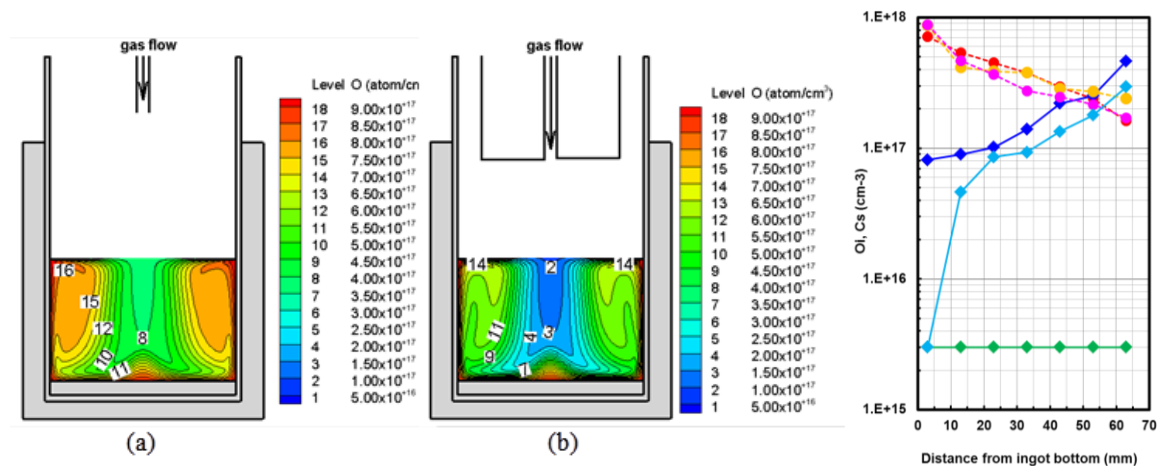 gas flow
Level O (atom/cn
18 9.00x10⁺¹⁷
17 8.50x10⁺¹⁷
16 8.00x10⁺¹⁷
15 7.50x10⁺¹⁷
14 7.00x10⁺¹⁷
13 6.50x10⁺¹⁷
12 6.00x10⁺¹⁷
11 5.50x10⁺¹⁷
10 5.00x10⁺¹⁷
9 4.50x10⁺¹⁷
8 4.00x10⁺¹⁷
7 3.50x10⁺¹⁷
6 3.00x10⁺¹⁷
5 2.50x10⁺¹⁷
4 2.00x10⁺¹⁷
3 1.50x10⁺¹⁷
2 1.00x10⁺¹⁷
1 5.00x10⁺¹⁶
16
15
12
8
10
11
(a)
gas flow
Level O (atom/cm³)
18 9.00x10⁺¹⁷
17 8.50x10⁺¹⁷
16 8.00x10⁺¹⁷
15 7.50x10⁺¹⁷
14 7.00x10⁺¹⁷
13 6.50x10⁺¹⁷
12 6.00x10⁺¹⁷
11 5.50x10⁺¹⁷
10 5.00x10⁺¹⁷
9 4.50x10⁺¹⁷
8 4.00x10⁺¹⁷
7 3.50x10⁺¹⁷
6 3.00x10⁺¹⁷
5 2.50x10⁺¹⁷
4 2.00x10⁺¹⁷
3 1.50x10⁺¹⁷
2 1.00x10⁺¹⁷
1 5.00x10⁺¹⁶
14 2 14
11 4 3
9 7
(b)
1.E+18
1.E+17
1.E+16
1.E+15
Oi, Cs (cm-3)
0 10 20 30 40 50 60 70
Distance from ingot bottom (mm)